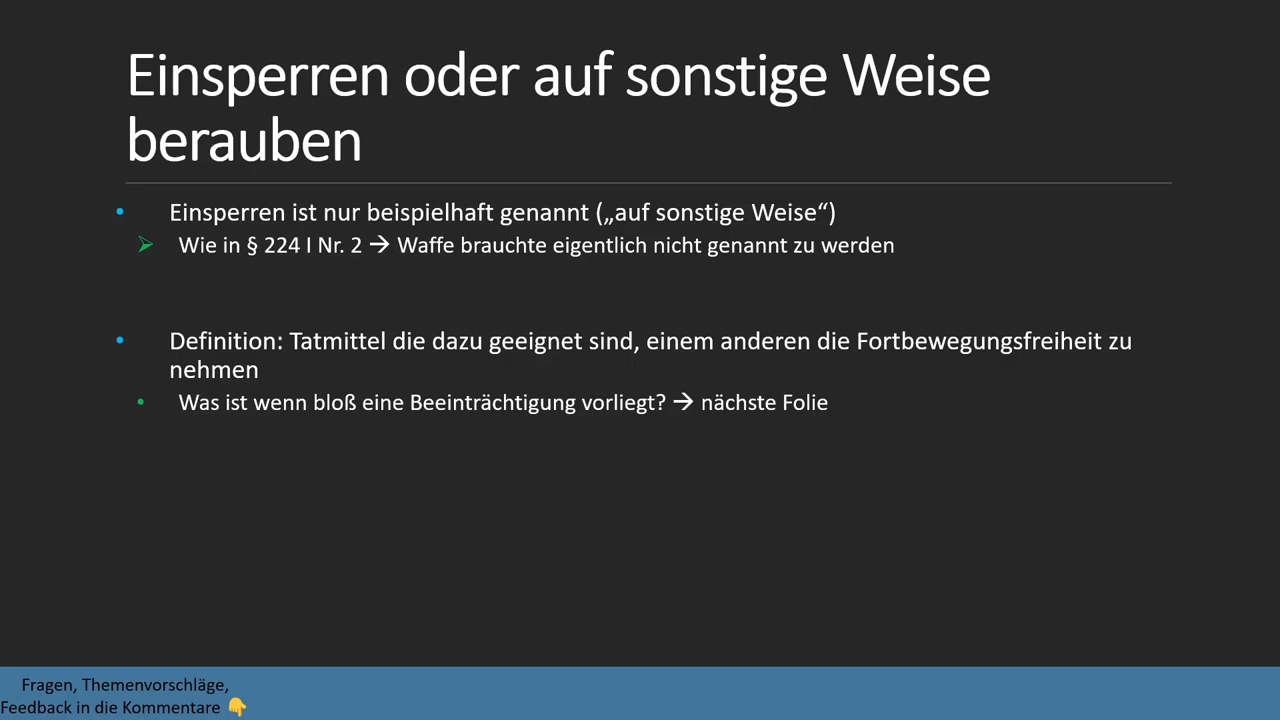 Einsperren oder auf sonstige Weise
berauben
• Einsperren ist nur beispielhaft genannt („auf sonstige Weise“)
➢ Wie in § 224 I Nr. 2 → Waffe brauchte eigentlich nicht genannt zu werden
• Definition: Tatmittel die dazu geeignet sind, einem anderen die Fortbewegungsfreiheit zu
nehmen
• Was ist wenn bloß eine Beeinträchtigung vorliegt? → nächste Folie
Fragen, Themenvorschläge,
Feedback in die Kommentare 👇